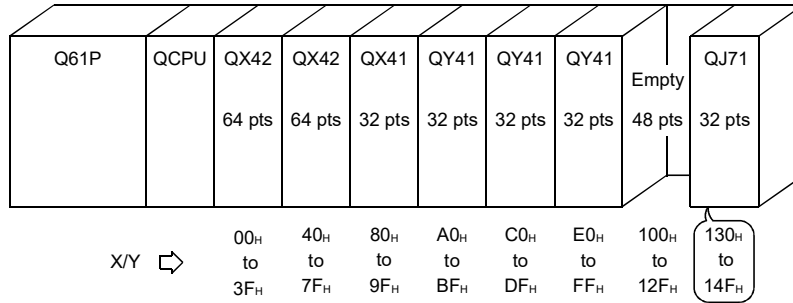 Q61P QCPU QX42 QX42 QX41 QY41 QY41 QY41 QJ71
Empty
64 pts 64 pts 32 pts 32 pts 32 pts 32 pts 48 pts 32 pts
00H 40H 80H A0H C0H E0H 100H 130H
X/Y to to to to to to to to
3FH 7FH 9FH BFH DFH FFH 12FH 14FH